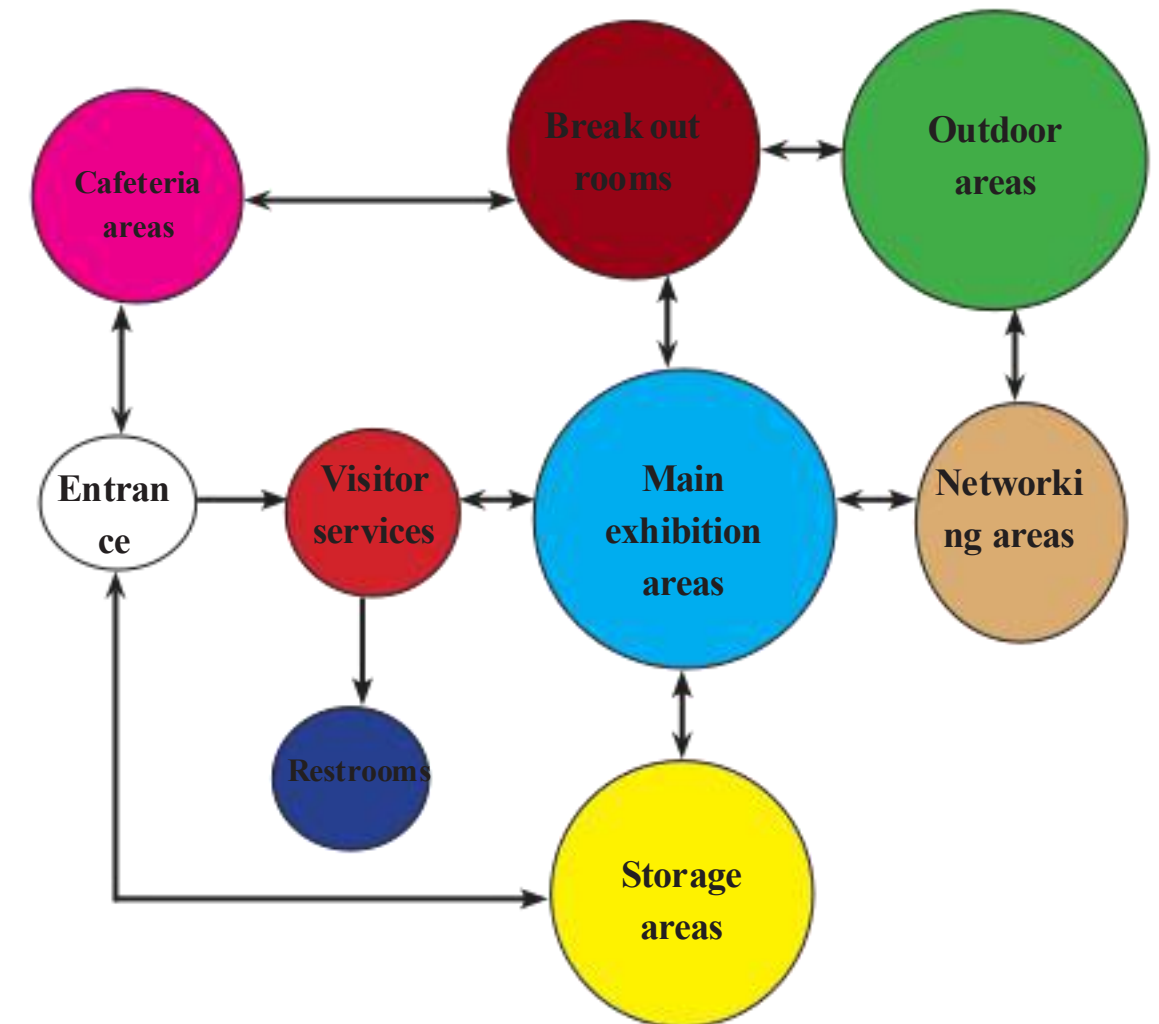 Break out
rooms
Outdoor
areas
Cafeteria
areas
Entran
ce
Visitor
services
Main
exhibition
areas
Networki
ng areas
Restrooms
Storage
areas